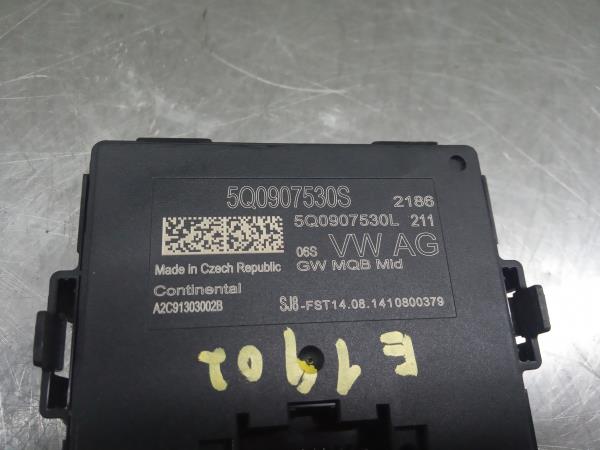 5Q0907530S 2186
5Q0907530L 211
06S VW AG
Made in Czech Republic GW MQB Mid
Continental
A2C91303002B SJ8-FST14.08.1410800379